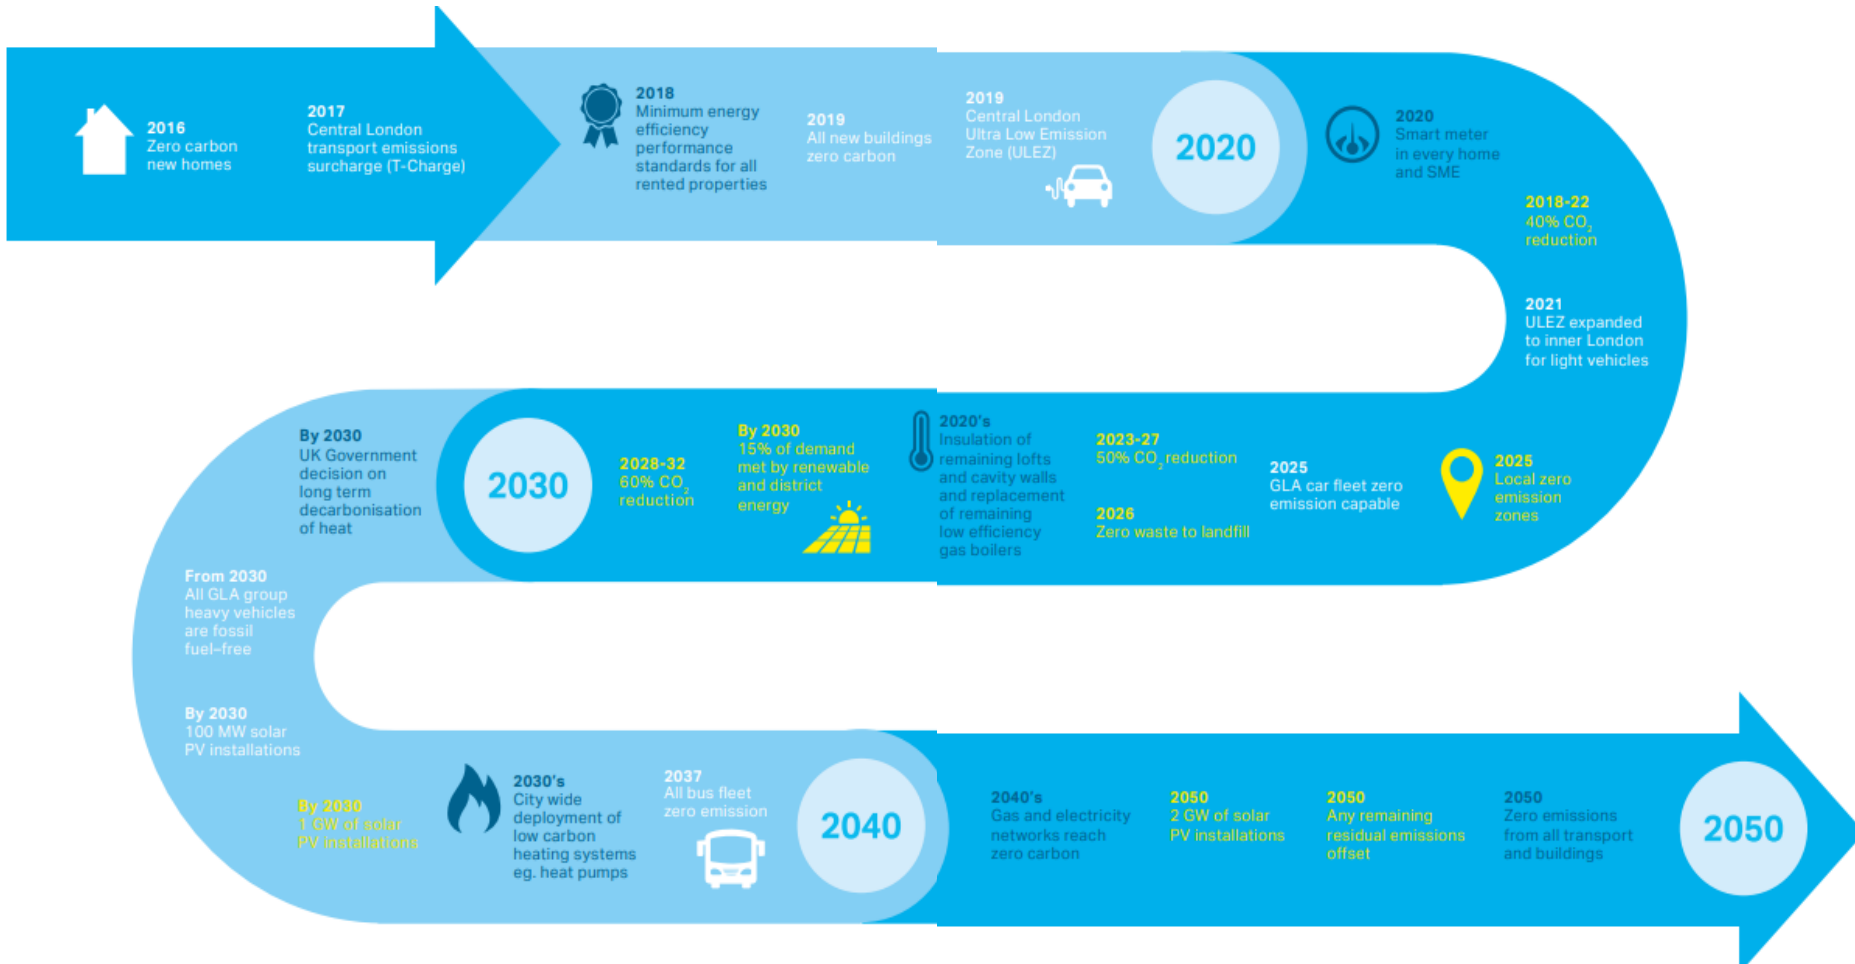 2016
Zero carbon
new homes
2017
Central London
transport emissions
surcharge (T-Charge)
2018
Minimum energy
efficiency
performance
standards for all
rented properties
2019
All new buildings
zero carbon
2019
Central London
Ultra Low Emission
Zone (ULEZ)
2020
2020
Smart meter
in every home
and SME
2018-22
40% CO₂
reduction
2021
ULEZ expanded
to inner London
for light vehicles
2025
Local zero
emission
zones
2025
GLA car fleet zero
emission capable
2023-27
50% CO₂ reduction
2026
Zero waste to landfill
2020's
Insulation of
remaining lofts
and cavity walls
and replacement
of remaining
low efficiency
gas boilers
By 2030
15% of demand
met by renewable
and district
energy
2028-32
60% CO₂
reduction
2030
By 2030
UK Government
decision on
long term
decarbonisation
of heat
From 2030
All GLA group
heavy vehicles
are fossil
fuel–free
By 2030
100 MW solar
PV installations
By 2030
1 GW of solar
PV installations
2030's
City wide
deployment of
low carbon
heating systems
eg. heat pumps
2037
All bus fleet
zero emission
2040
2040's
Gas and electricity
networks reach
zero carbon
2050
2 GW of solar
PV installations
2050
Any remaining
residual emissions
offset
2050
Zero emissions
from all transport
and buildings
2050